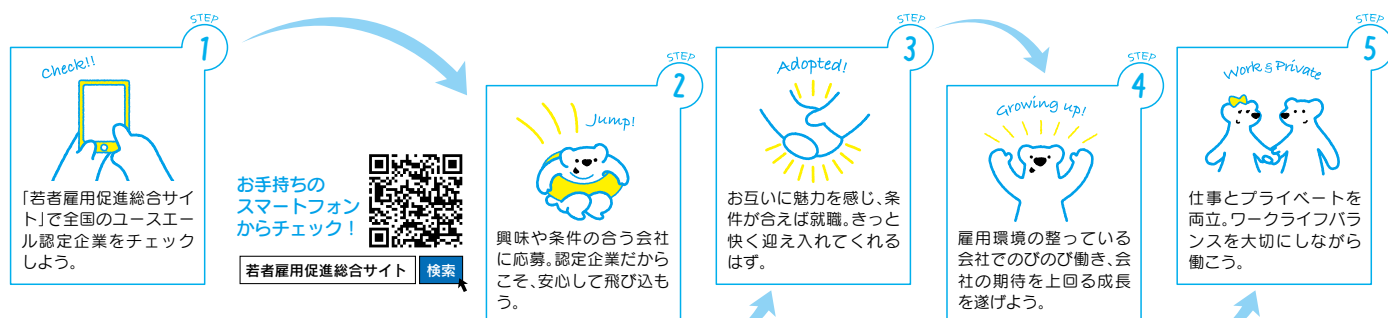 STEP
1
Check!!
「若者雇用促進総合サイ
ト」で全国のユースエー
ル認定企業をチェック
しよう。
お手持ちの
スマートフォン
からチェック！
若者雇用促進総合サイト 検索
STEP
2
Jump!
興味や条件の合う会社
に応募。認定企業だから
こそ、安心して飛び込も
う。
STEP
3
Adopted!
お互いに魅力を感じ、条
件が合えば就職。きっと
快く迎え入れてくれる
はず。
STEP
4
Growing up!
雇用環境の整っている
会社でのびのび働き、会
社の期待を上回る成長
を遂げよう。
STEP
5
Work & Private
仕事とプライベートを
両立。ワークライフバラ
ンスを大切にしながら
働こう。